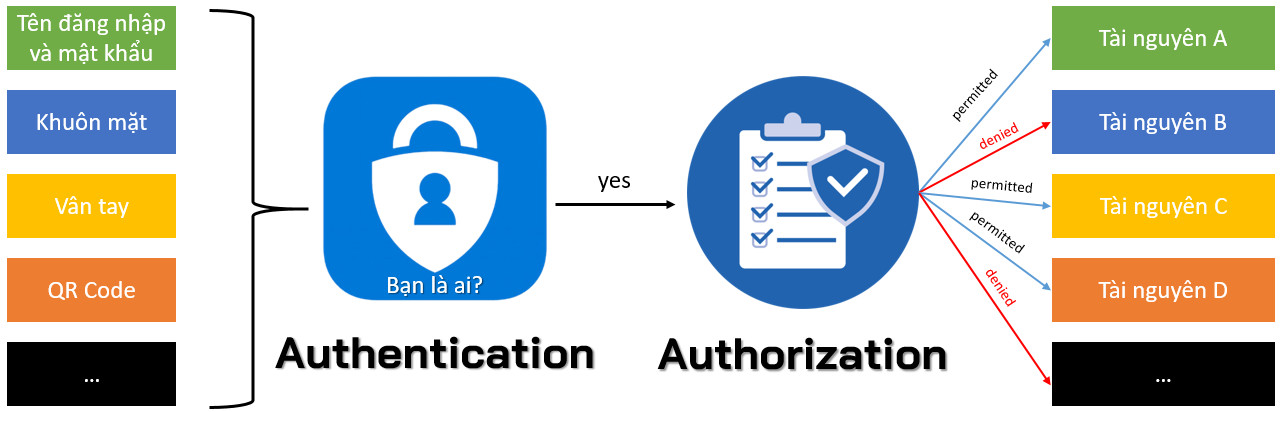 Tên đăng nhập
và mật khẩu
Khuôn mặt
Vân tay
QR Code
...
Bạn là ai?
Authentication
yes
Authorization
permitted
denied
permitted
permitted
denied
Tài nguyên A
Tài nguyên B
Tài nguyên C
Tài nguyên D
...